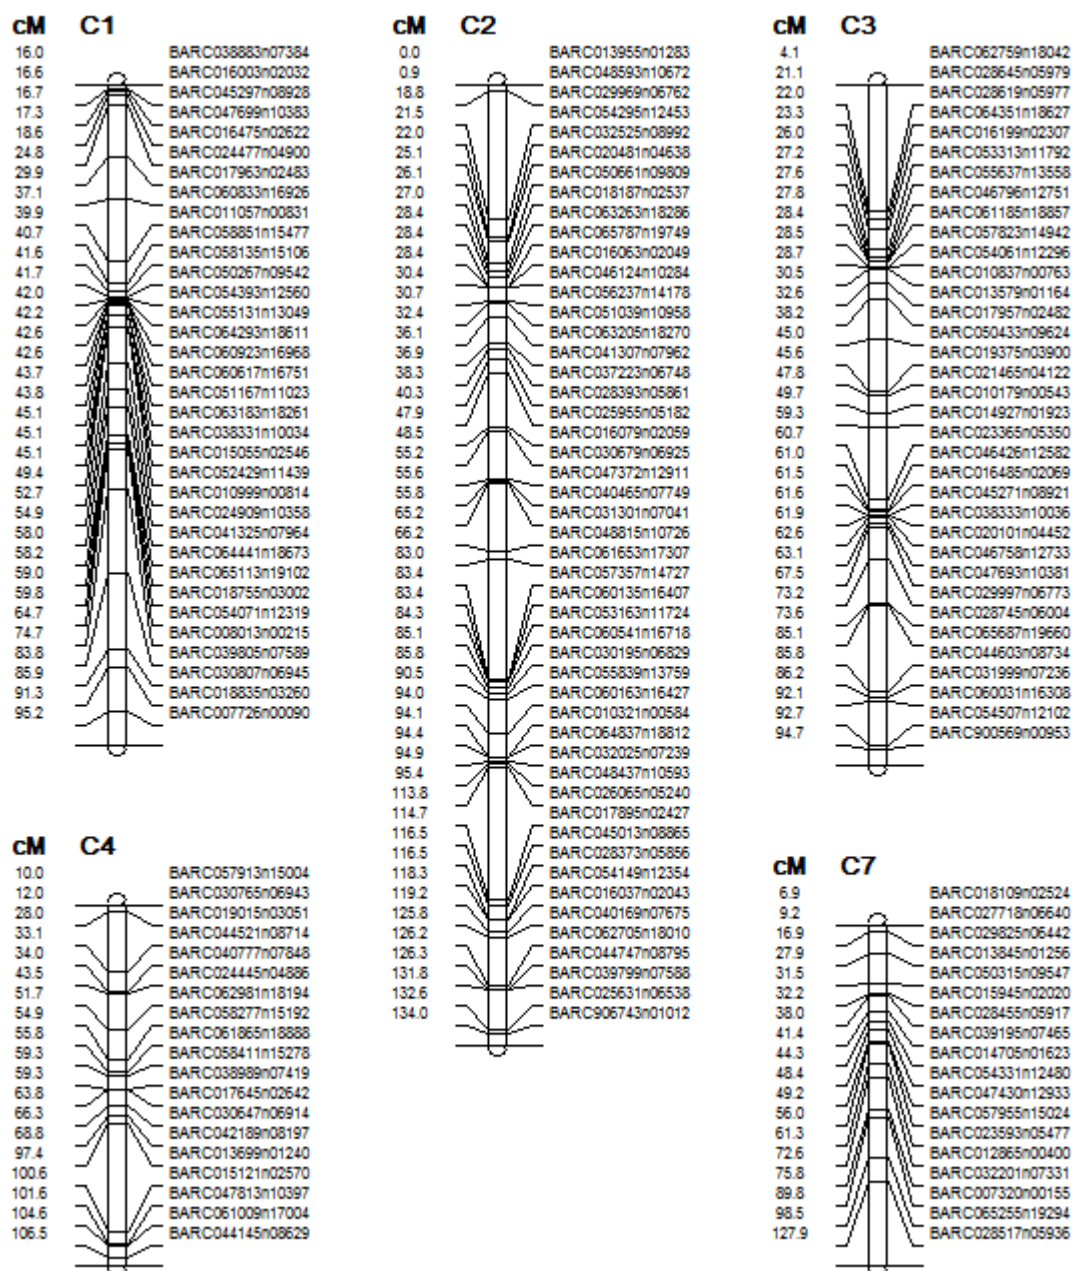 cM C1
16.0 BARC038883n07384
16.6 BARC016003n02032
16.7 BARC045297n08928
17.3 BARC047699n10383
18.6 BARC016475n02622
24.8 BARC024477n04900
29.9 BARC017963n02483
37.1 BARC060833n16926
39.9 BARC011057n00831
40.7 BARC058851n15477
41.6 BARC058135n15106
41.7 BARC050267n09542
42.0 BARC054393n12560
42.2 BARC055131n13049
42.6 BARC064293n18611
42.6 BARC060923n16968
43.7 BARC060617n16751
43.8 BARC051167n11023
45.1 BARC063183n18261
45.1 BARC038331n10034
45.1 BARC015055n02546
49.4 BARC052429n11439
52.7 BARC010999n00814
54.9 BARC024909n10358
58.0 BARC041325n07964
58.2 BARC064441n18673
59.0 BARC065113n19102
59.8 BARC018755n03002
64.7 BARC054071n12319
74.7 BARC008013n00215
83.8 BARC039805n07589
85.9 BARC030807n06945
91.3 BARC018835n03260
95.2 BARC007726n00090
cM C2
0.0 BARC013955n01283
0.9 BARC048593n10672
18.8 BARC029969n06762
21.5 BARC054295n12453
22.0 BARC032525n08992
25.1 BARC020481n04638
26.1 BARC050661n09809
27.0 BARC018187n02537
28.4 BARC063263n18286
28.4 BARC065787n19749
28.4 BARC016063n02049
30.4 BARC046124n10284
30.7 BARC056237n14178
32.4 BARC051039n10958
36.1 BARC063205n18270
36.9 BARC041307n07962
38.3 BARC037223n06748
40.3 BARC028393n05861
47.9 BARC025955n05182
48.5 BARC016079n02059
55.2 BARC030679n06925
55.6 BARC047372n12911
55.8 BARC040465n07749
65.2 BARC031301n07041
66.2 BARC048815n10726
83.0 BARC061653n17307
83.4 BARC057357n14727
83.4 BARC060135n16407
84.3 BARC053163n11724
85.1 BARC060541n16718
85.8 BARC030195n06829
90.5 BARC055839n13759
94.0 BARC060163n16427
94.1 BARC010321n00584
94.4 BARC064837n18812
94.9 BARC032025n07239
95.4 BARC048437n10593
113.8 BARC026065n05240
114.7 BARC017895n02427
116.5 BARC045013n08865
116.5 BARC028373n05856
118.3 BARC054149n12354
119.2 BARC016037n02043
125.8 BARC040169n07675
126.2 BARC062705n18010
126.3 BARC044747n08795
131.8 BARC039799n07588
132.6 BARC025631n06538
134.0 BARC906743n01012
cM C3
4.1 BARC062759n18042
21.1 BARC028645n05979
22.0 BARC028619n05977
23.3 BARC064351n18627
26.0 BARC016199n02307
27.2 BARC053313n11792
27.6 BARC055637n13558
27.8 BARC046796n12751
28.4 BARC061185n18857
28.5 BARC057823n14942
28.7 BARC054061n12296
30.5 BARC010837n00763
32.6 BARC013579n01164
38.2 BARC017957n02482
45.0 BARC050433n09624
45.6 BARC019375n03900
47.8 BARC021465n04122
49.7 BARC010179n00543
59.3 BARC014927n01923
60.7 BARC023365n05350
61.0 BARC046426n12582
61.5 BARC016485n02069
61.6 BARC045271n08921
61.9 BARC038333n10036
62.6 BARC020101n04452
63.1 BARC046758n12733
67.5 BARC047693n10381
73.2 BARC029997n06773
73.6 BARC028745n06004
85.1 BARC065687n19660
85.8 BARC044603n08734
86.2 BARC031999n07236
92.1 BARC060031n16308
92.7 BARC054507n12102
94.7 BARC900569n00953
cM C4
10.0 BARC057913n15004
12.0 BARC030765n06943
28.0 BARC019015n03051
33.1 BARC044521n08714
34.0 BARC040777n07848
43.5 BARC024445n04886
51.7 BARC062981n18194
54.9 BARC058277n15192
55.8 BARC061865n18888
59.3 BARC058411n15278
59.3 BARC038989n07419
63.8 BARC017645n02642
66.3 BARC030647n06914
68.8 BARC042189n08197
97.4 BARC013699n01240
100.6 BARC015121n02570
101.6 BARC047813n10397
104.6 BARC061009n17004
106.5 BARC044145n08629
cM C7
6.9 BARC018109n02524
9.2 BARC027718n06640
16.9 BARC029825n06442
27.9 BARC013845n01256
31.5 BARC050315n09547
32.2 BARC015945n02020
38.0 BARC028455n05917
41.4 BARC039195n07465
44.3 BARC014705n01623
48.4 BARC054331n12480
49.2 BARC047430n12933
56.0 BARC057955n15024
61.3 BARC023593n05477
72.6 BARC012865n00400
75.8 BARC032201n07331
89.8 BARC007320n00155
98.5 BARC065255n19294
127.9 BARC028517n05936